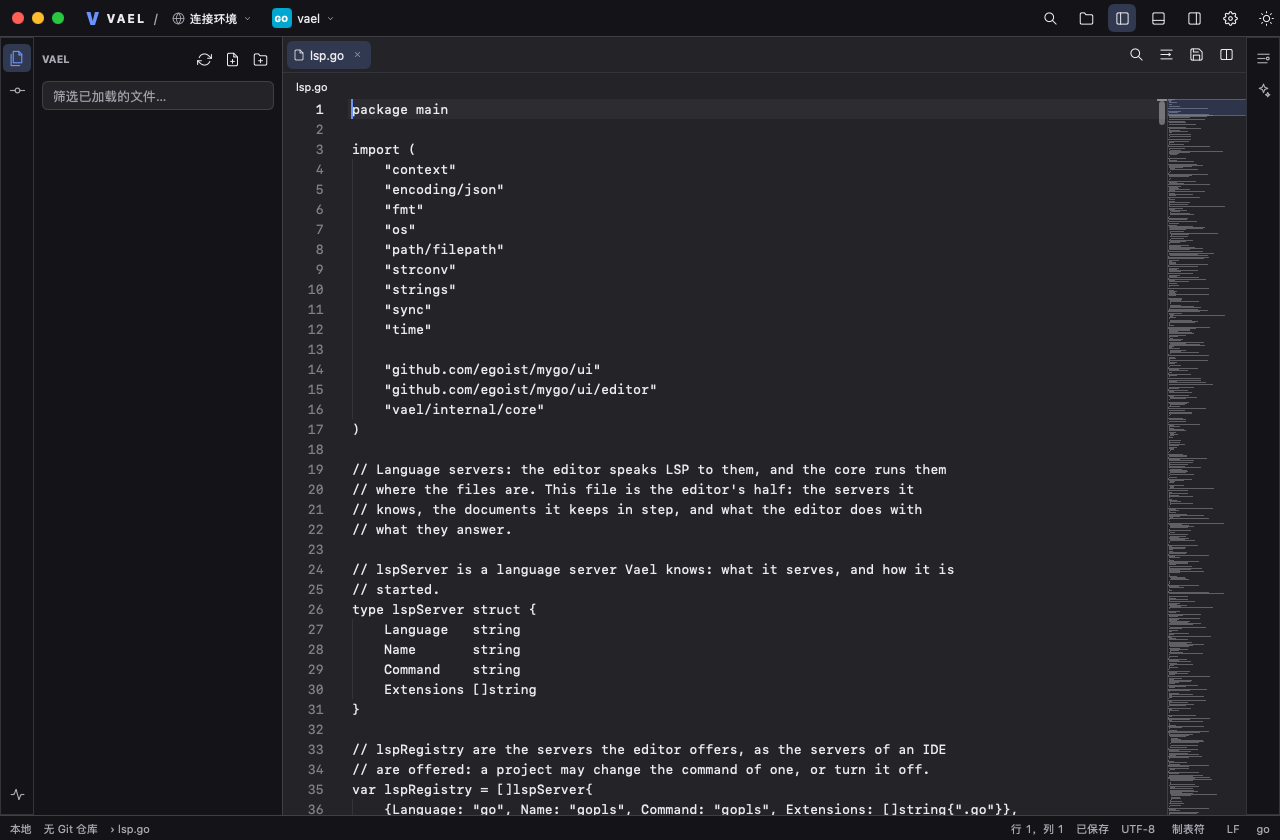 VAEL / 连接环境 GO vael
VAEL
筛选已加载的文件...
lsp.go ×
lsp.go
1 package main
2
3 import (
4 "context"
5 "encoding/json"
6 "fmt"
7 "os"
8 "path/filepath"
9 "strconv"
10 "strings"
11 "sync"
12 "time"
13
14 "github.com/egoist/mygo/ui"
15 "github.com/egoist/mygo/ui/editor"
16 "vael/internal/core"
17 )
18
19 // Language servers: the editor speaks LSP to them, and the core runs them
20 // where the files are. This file is the editor's half: the servers it
21 // knows, the documents it keeps in step, and what the editor does with
22 // what they answer.
23
24 // lspServer is a language server Vael knows: what it serves, and how it is
25 // started.
26 type lspServer struct {
27 Language string
28 Name string
29 Command string
30 Extensions []string
31 }
32
33 // lspRegistry are the servers the editor offers, as the servers of an IDE
34 // are offered: a project may change the command of one, or turn it off.
35 var lspRegistry = []lspServer{
36 {Language: "go", Name: "gopls", Command: "gopls", Extensions: []string{".go"}},
本地 无 Git 仓库 › lsp.go 行 1，列 1 已保存 UTF-8 制表符 LF go